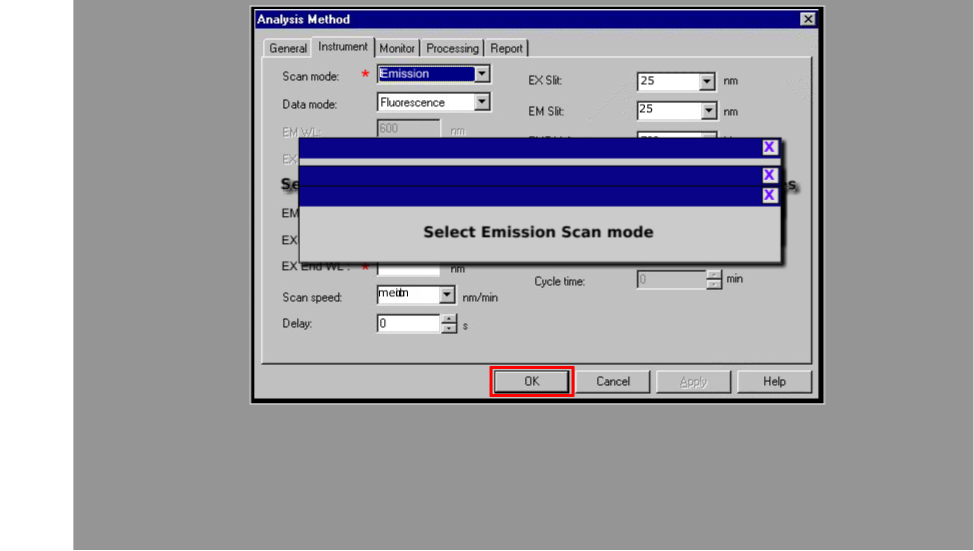 Analysis Method
General Instrument Monitor Processing Report
Scan mode: * Emission EX Slit: 25 nm
Data mode: Fluorescence EM Slit: 25 nm
EM WL: 600 nm
EX
X
X
X
Se s
EM
Select Emission Scan mode
EX
EX End WL : * nm
Cycle time: 0 min
Scan speed: nm/min
Delay: 0 s
OK Cancel Apply Help